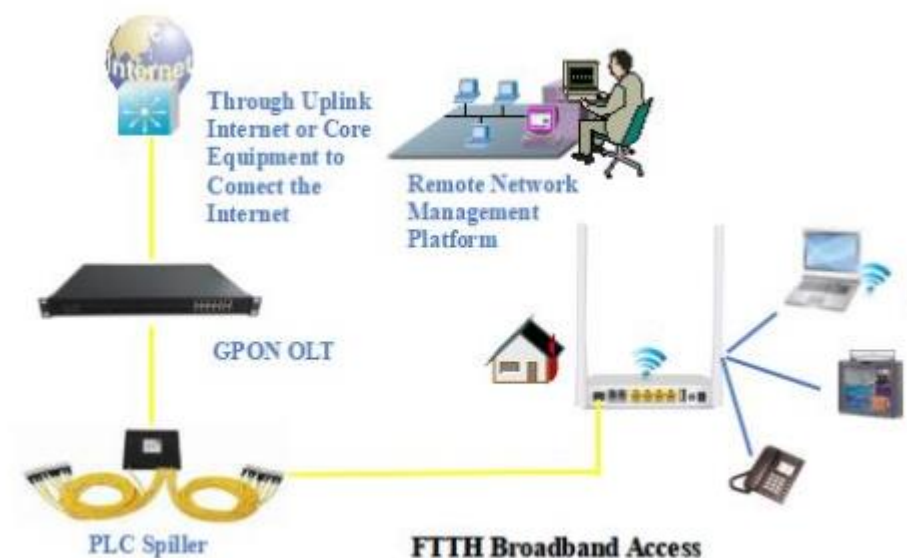 Internet
Through Uplink
Internet or Core
Equipment to
Comect the
Internet
Remote Network
Management
Platform
GPON OLT
PLC Spiller
FTTH Broadband Access